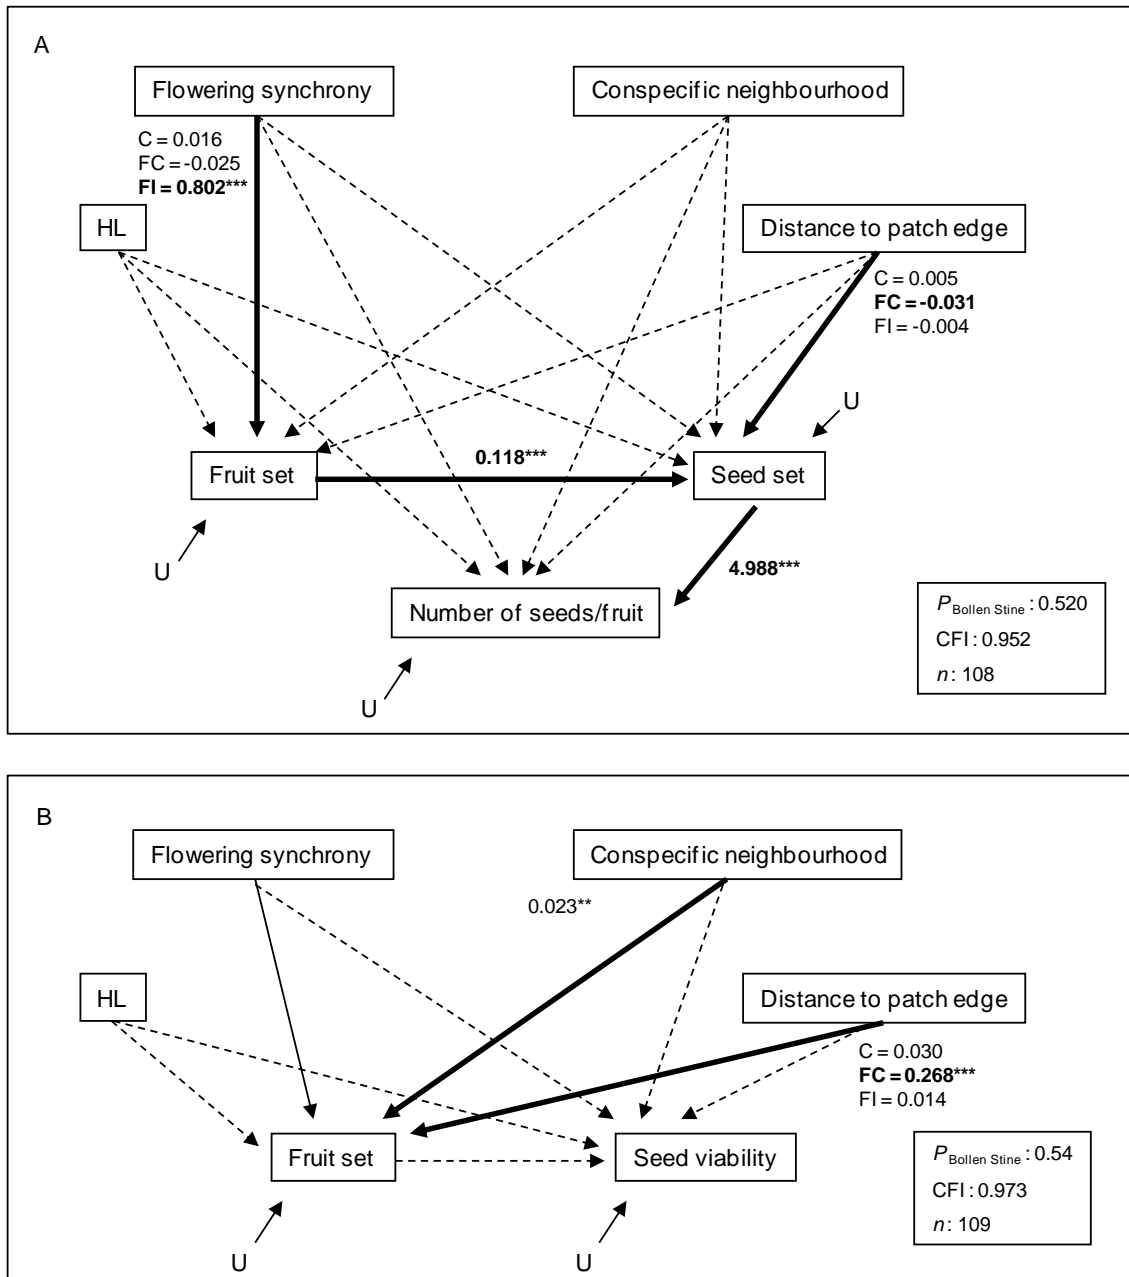 A
Flowering synchrony
Conspecific neighbourhood
C = 0.016
FC = -0.025
FI = 0.802***
HL
Distance to patch edge
C = 0.005
FC = -0.031
FI = -0.004
U
0.118***
Fruit set
Seed set
U
4.988***
Number of seeds/fruit
P Bollen Stine : 0.520
CFI : 0.952
n : 108
U
B
Flowering synchrony
Conspecific neighbourhood
0.023**
HL
Distance to patch edge
C = 0.030
FC = 0.268***
FI = 0.014
Fruit set
Seed viability
P Bollen Stine : 0.54
CFI : 0.973
n : 109
U
U